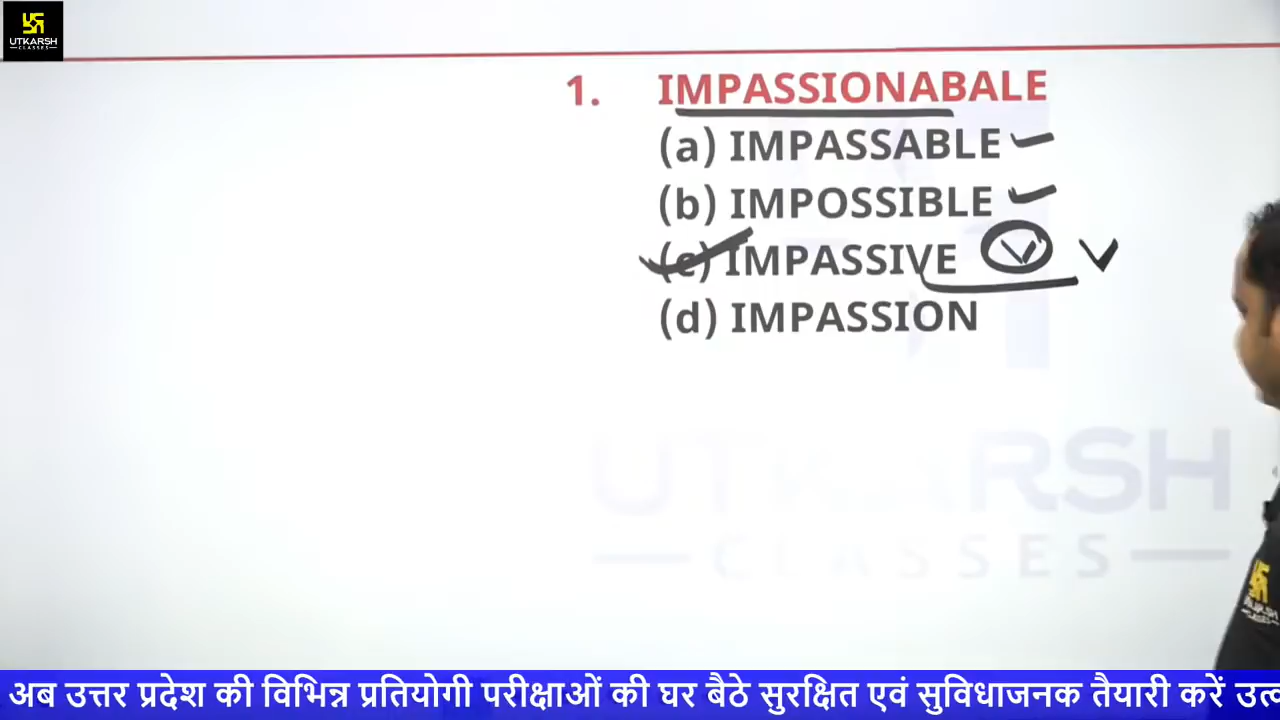 UTKARSH
CLASSES
1. IMPASSIONABALE
(a) IMPASSABLE
(b) IMPOSSIBLE
(c) IMPASSIVE
(d) IMPASSION
UTKARSH
CLASSES
अब उत्तर प्रदेश की विभिन्न प्रतियोगी परीक्षाओं की घर बैठे सुरक्षित एवं सुविधाजनक तैयारी करें